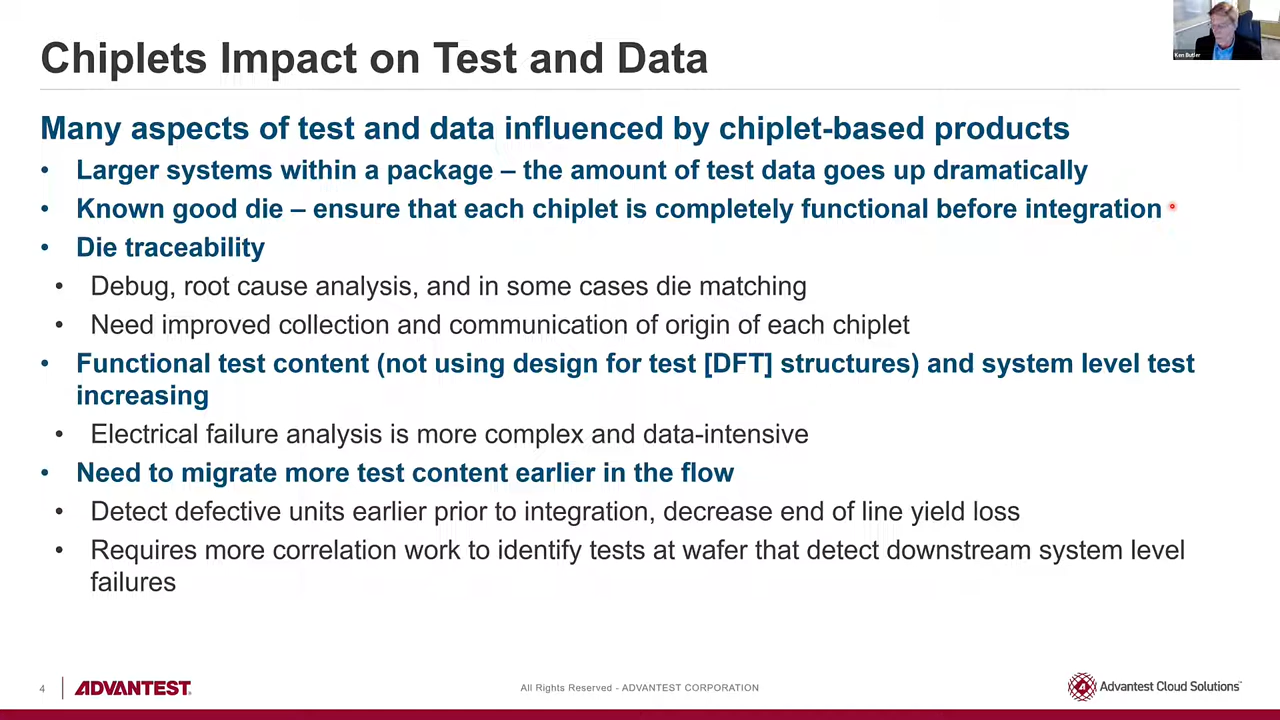 Chiplets Impact on Test and Data
Ken Butler
Many aspects of test and data influenced by chiplet-based products
• Larger systems within a package – the amount of test data goes up dramatically
• Known good die – ensure that each chiplet is completely functional before integration
• Die traceability
• Debug, root cause analysis, and in some cases die matching
• Need improved collection and communication of origin of each chiplet
• Functional test content (not using design for test [DFT] structures) and system level test
increasing
• Electrical failure analysis is more complex and data-intensive
• Need to migrate more test content earlier in the flow
• Detect defective units earlier prior to integration, decrease end of line yield loss
• Requires more correlation work to identify tests at wafer that detect downstream system level
failures
4
ADVANTEST
All Rights Reserved - ADVANTEST CORPORATION
Advantest Cloud Solutions™